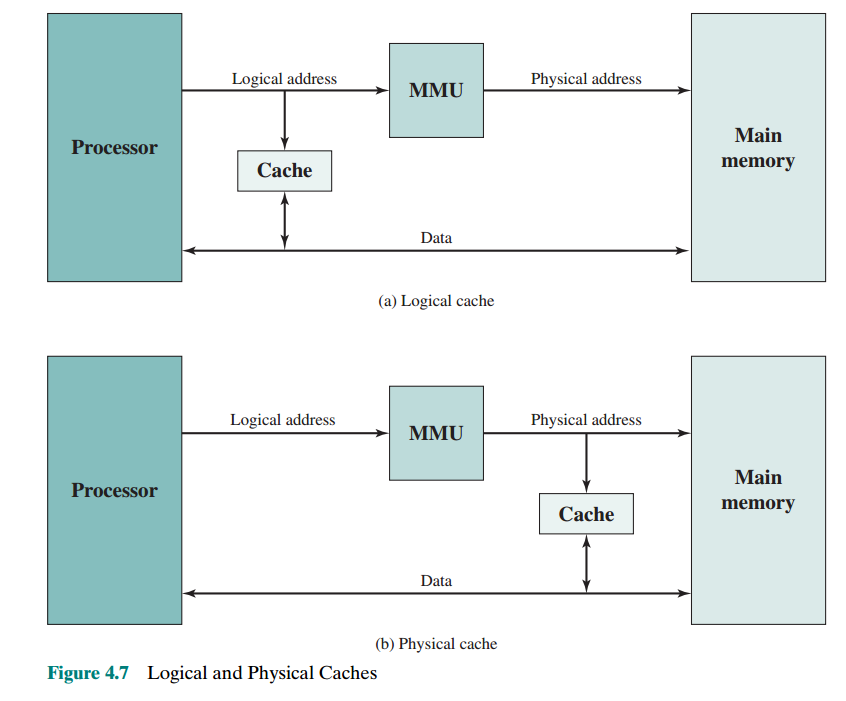 Logical address
MMU
Physical address
Processor
Main
memory
Cache
Data
(a) Logical cache
Logical address
MMU
Physical address
Processor
Main
memory
Cache
Data
(b) Physical cache
Figure 4.7 Logical and Physical Caches